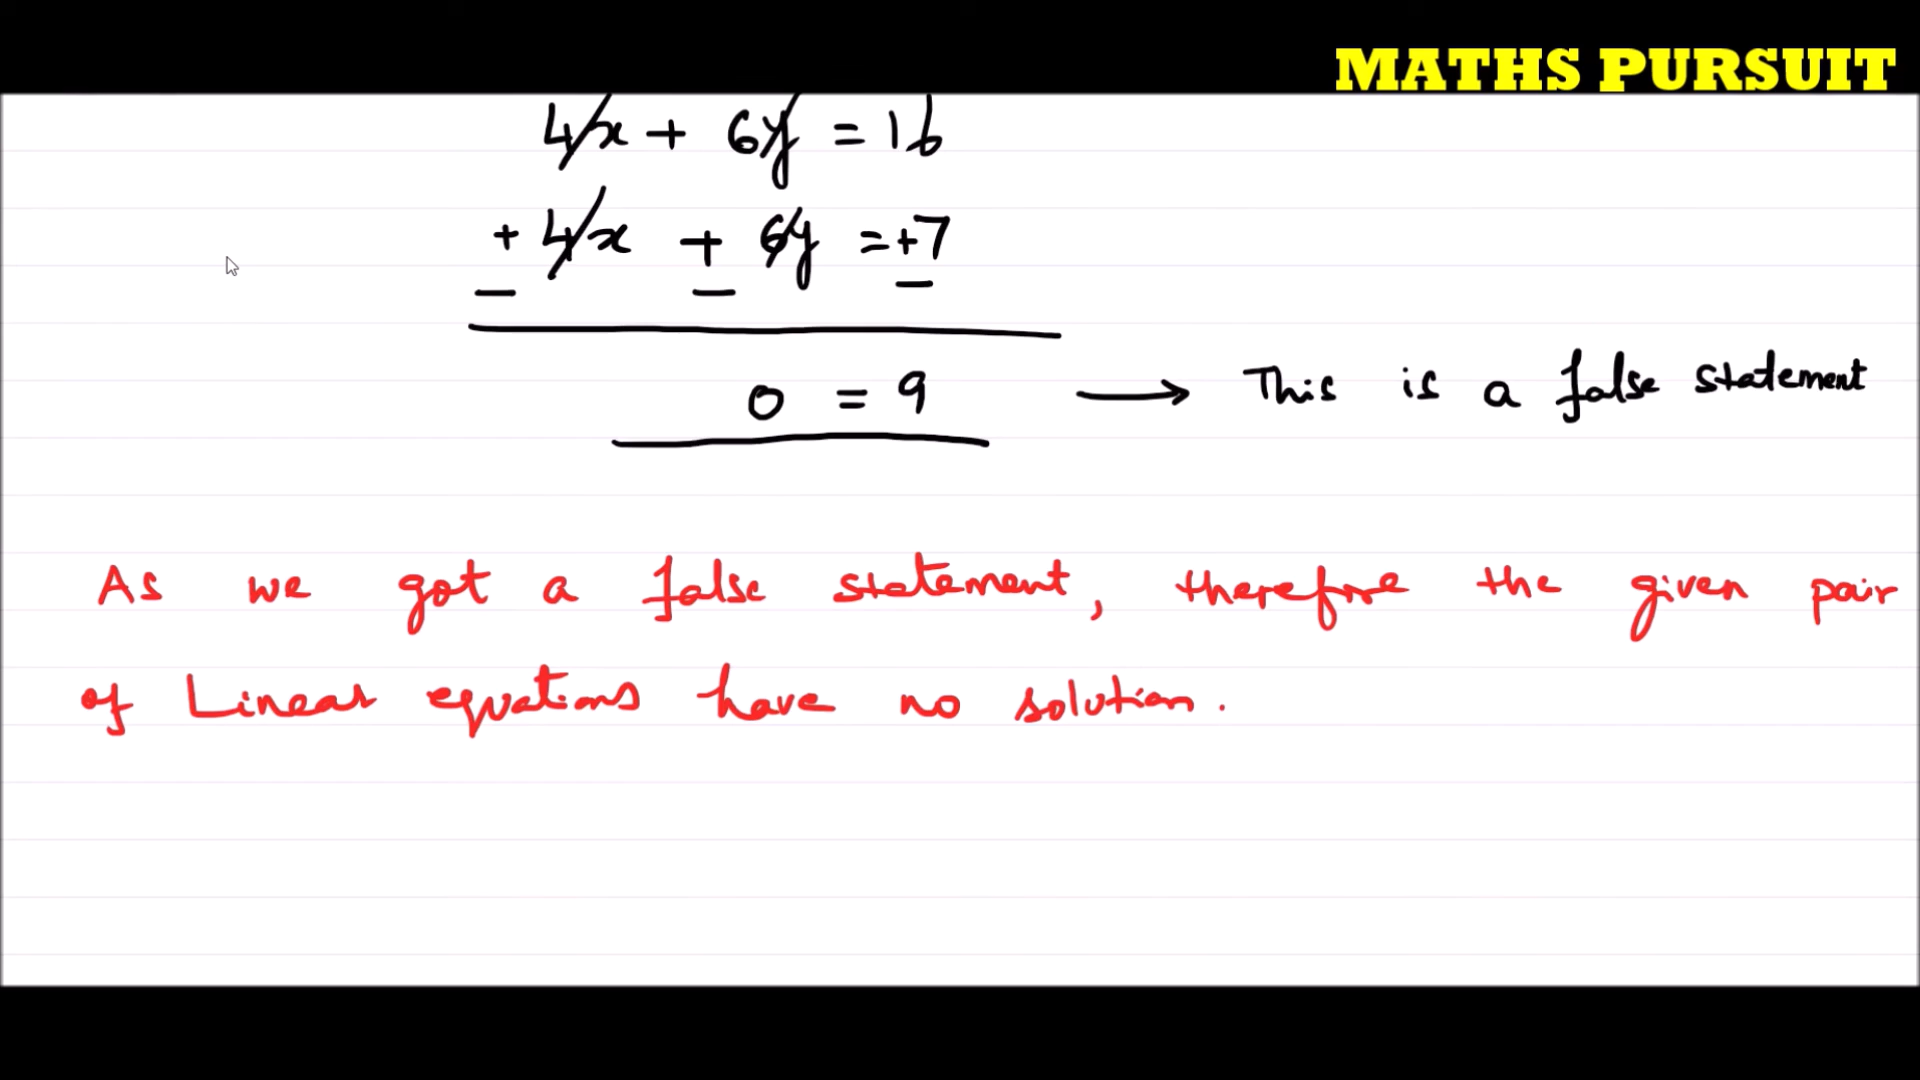 MATHS PURSUIT
4x + 6y = 16
+ 4x + 6y = +7
— — —
0 = 9 → This is a false statement
As we got a false statement, therefore the given pair
of Linear equations have no solution.